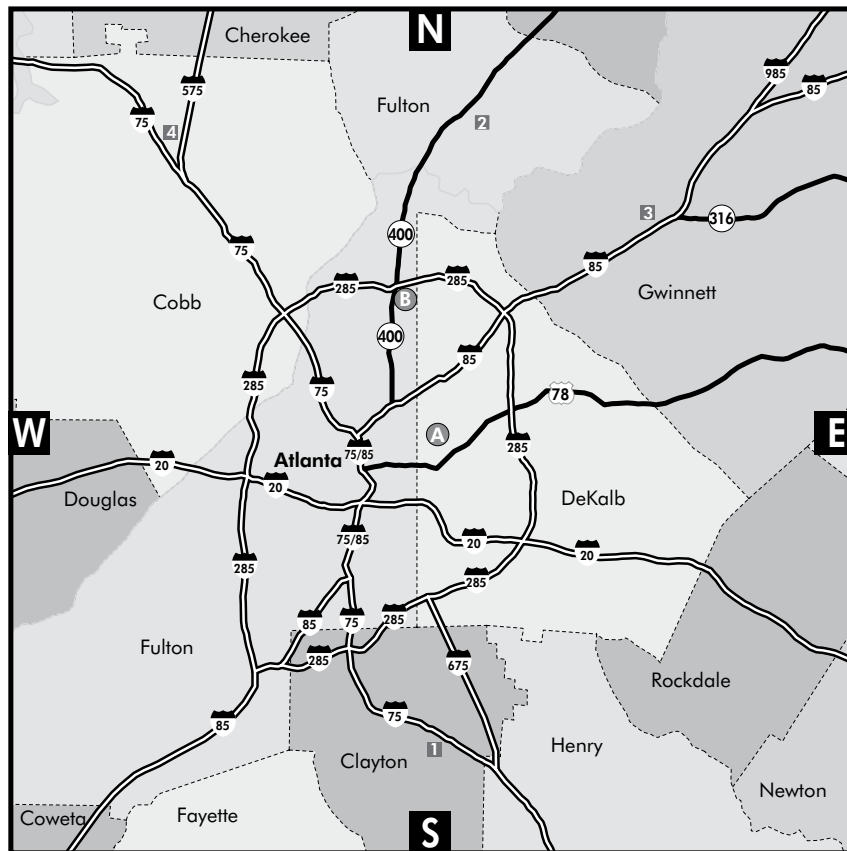 N
Cherokee
575
985
75
Fulton
85
4
2
3
316
400
75
85
285
285
Gwinnett
Cobb
B
400
85
285
75
78
W
A
E
Atlanta
75/85
285
20
20
Douglas
DeKalb
75/85
20
20
285
285
85
75
285
Fulton
285
675
Rockdale
85
75
1
Henry
Clayton
Newton
Coweta
Fayette
S